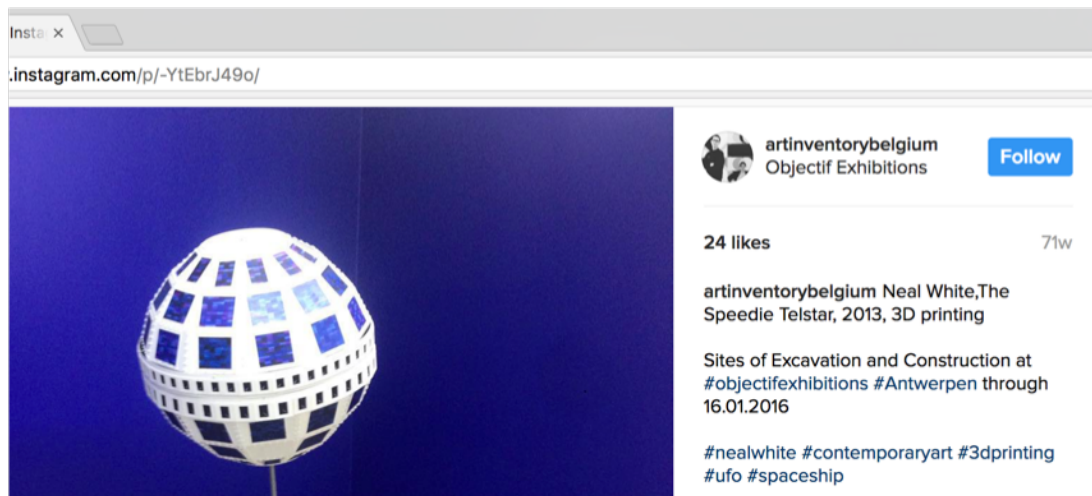 Insta
.instagram.com/p/-YtEbrJ49o/
artinventorybelgium
Objectif Exhibitions
Follow
24 likes
71w
artinventorybelgium Neal White,The
Speedie Telstar, 2013, 3D printing
Sites of Excavation and Construction at
#objectifexhibitions #Antwerpen through
16.01.2016
#nealwhite #contemporaryart #3dprinting
#ufo #spaceship